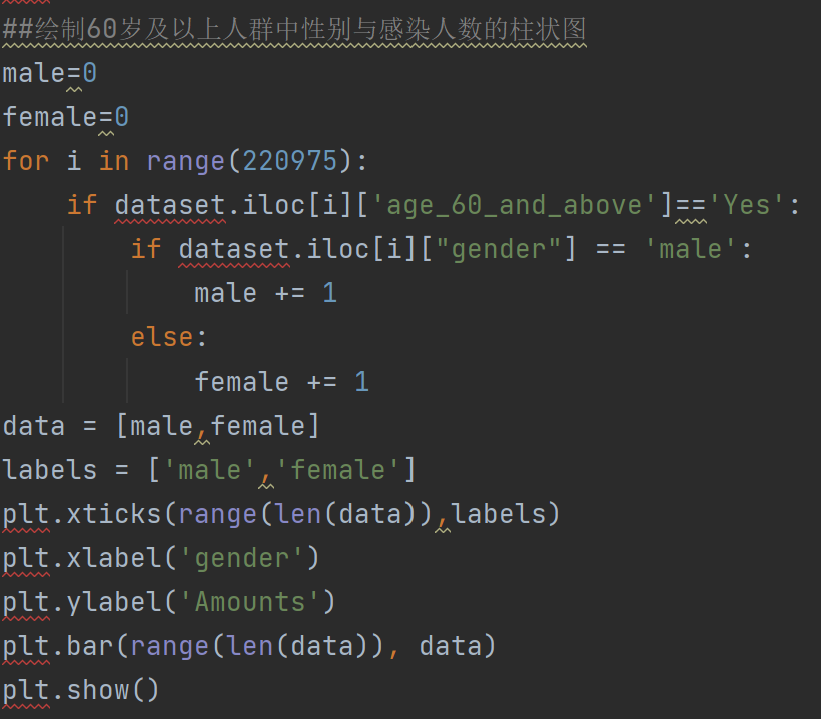 ##绘制60岁及以上人群中性别与感染人数的柱状图
male=0
female=0
for i in range(220975):
    if dataset.iloc[i]['age_60_and_above']=='Yes':
        if dataset.iloc[i]["gender"] == 'male':
            male += 1
        else:
            female += 1
data = [male,female]
labels = ['male','female']
plt.xticks(range(len(data)),labels)
plt.xlabel('gender')
plt.ylabel('Amounts')
plt.bar(range(len(data)), data)
plt.show()